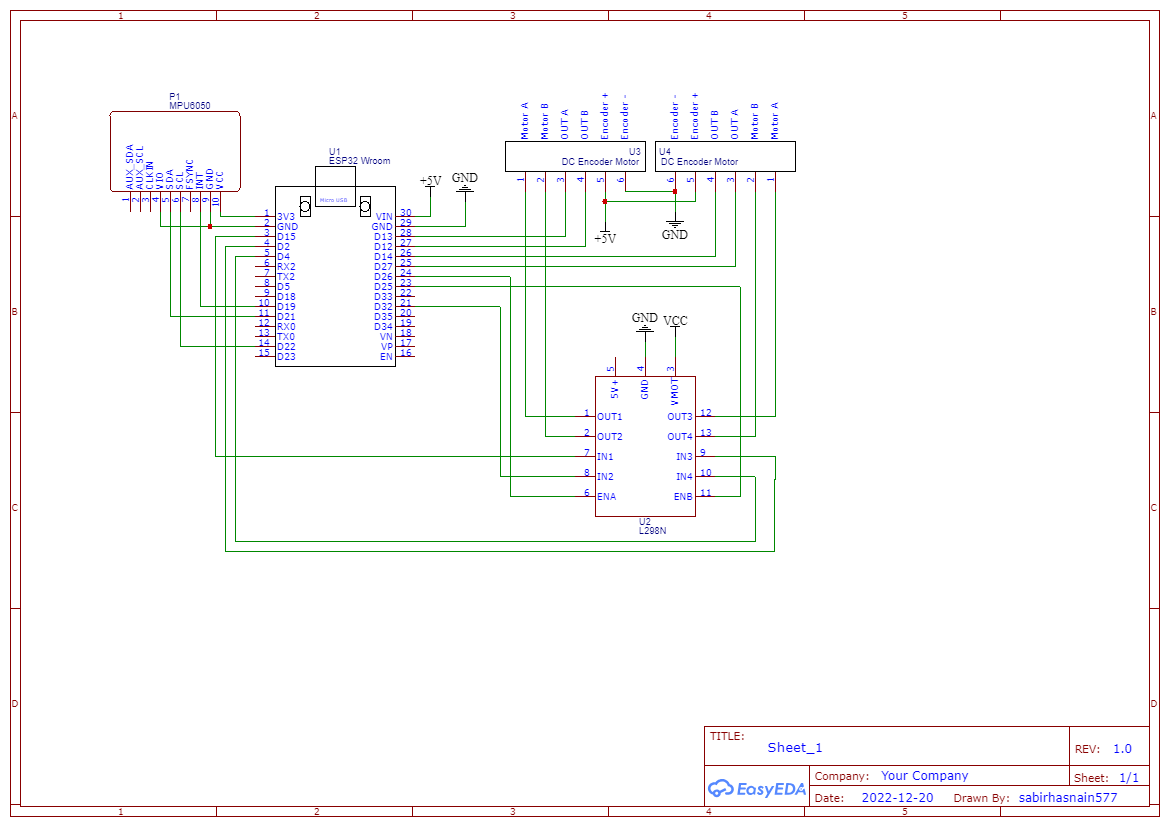 1 2 3 4 5
A A
B B
C C
D D
1 2 3 4 5
P1
MPU6050
AUX_SDA
AUX_SCL
CLKIN
VIO
SDA
SCL
FSYNC
INT
GND
VCC
1 2 3 4 5 6 7 8 9 10
U1
ESP32 Wroom
Micro USB
1 3V3
2 GND
3 D15
4 D2
5 D4
6 RX2
7 TX2
8 D5
9 D18
10 D19
11 D21
12 RX0
13 TX0
14 D22
15 D23
VIN 30
GND 29
D13 28
D12 27
D14 26
D27 25
D26 24
D25 23
D33 22
D32 21
D35 20
D34 19
VN 18
VP 17
EN 16
+5V
GND
Motor A
Motor B
OUT A
OUT B
Encoder +
Encoder -
U3
DC Encoder Motor
1 2 3 4 5 6
Encoder -
Encoder +
OUT B
OUT A
Motor B
Motor A
U4
DC Encoder Motor
6 5 4 3 2 1
+5V
GND
GND
VCC
5 4 3
5V+
GND
VMOT
1 OUT1
2 OUT2
7 IN1
8 IN2
6 ENA
OUT3 12
OUT4 13
IN3 9
IN4 10
ENB 11
U2
L298N
TITLE:
Sheet_1
REV: 1.0
EasyEDA
Company: Your Company
Sheet: 1/1
Date: 2022-12-20 Drawn By: sabirhasnain577